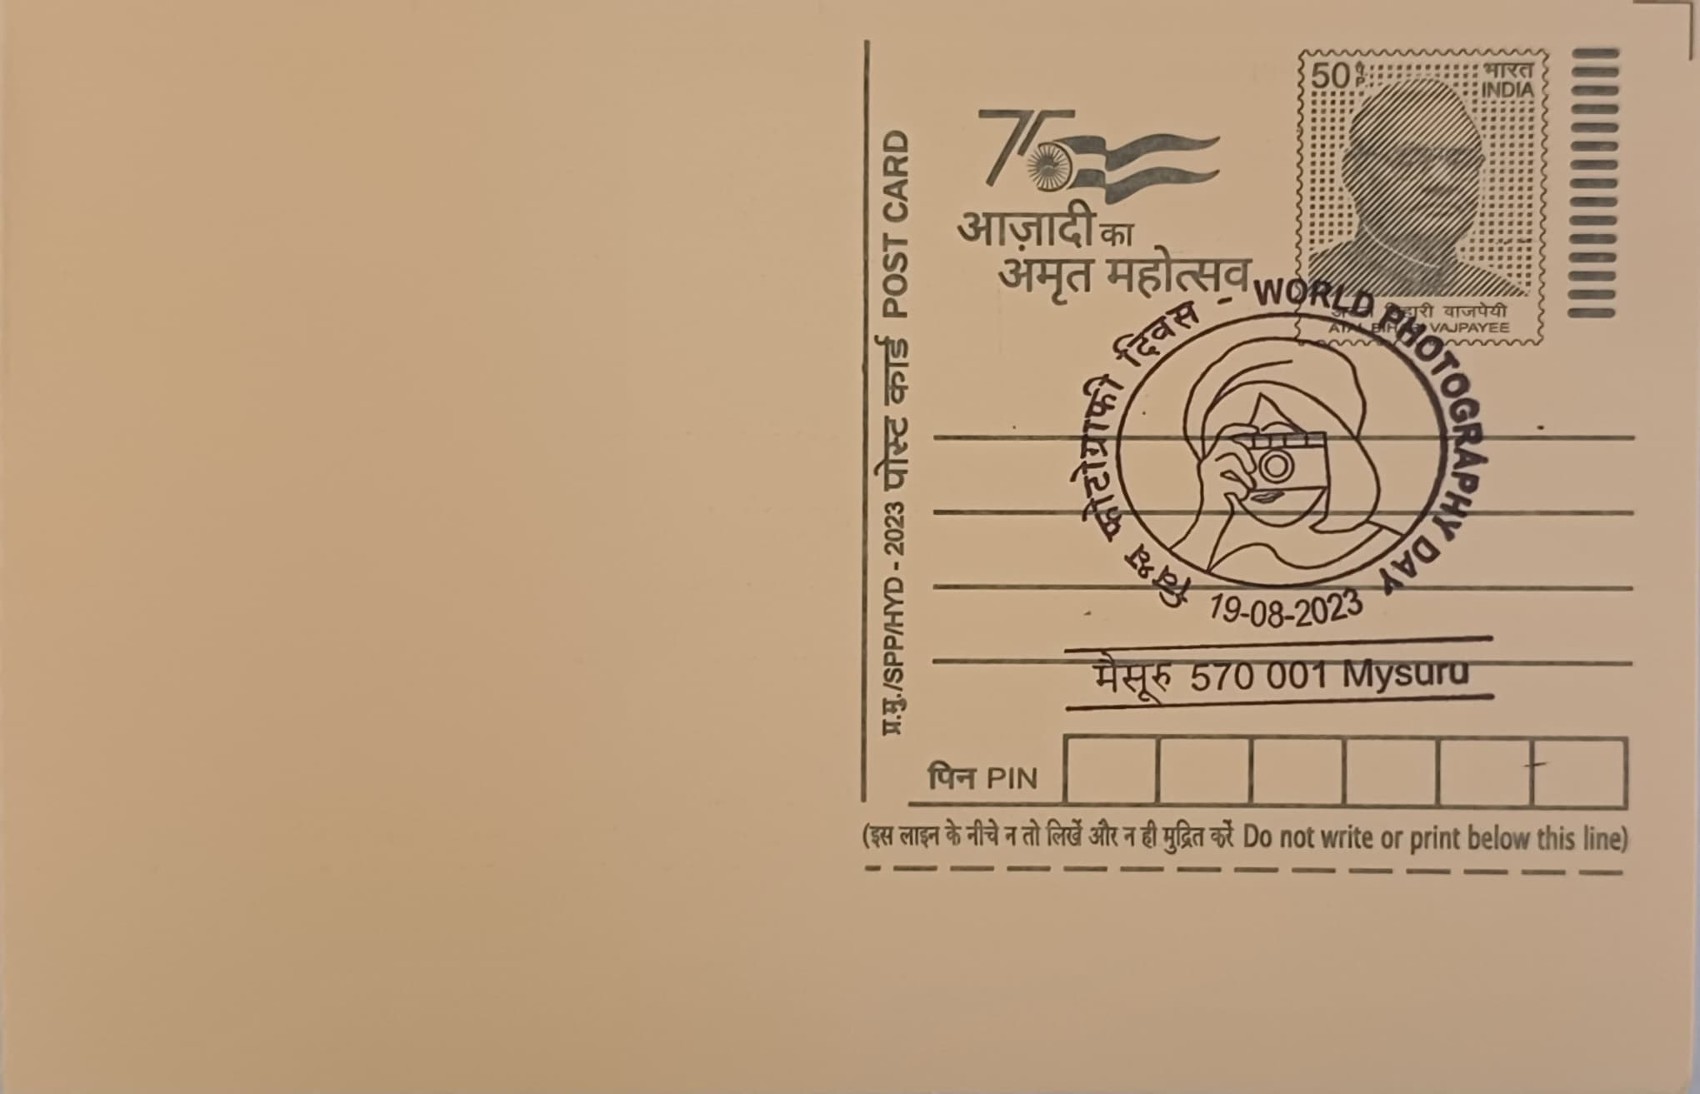 प्र.मु./SPP/HYD - 2023 पोस्ट कार्ड POST CARD
75
आज़ादी का
अमृत महोत्सव
50 पै. P.
भारत
INDIA
बिहारी वाजपेयी
ATAL BIHARI VAJPAYEE
विश्व फोटोग्राफी दिवस - WORLD PHOTOGRAPHY DAY
19-08-2023
मैसूरु 570 001 Mysuru
पिन PIN
(इस लाइन के नीचे न तो लिखें और न ही मुद्रित करें Do not write or print below this line)